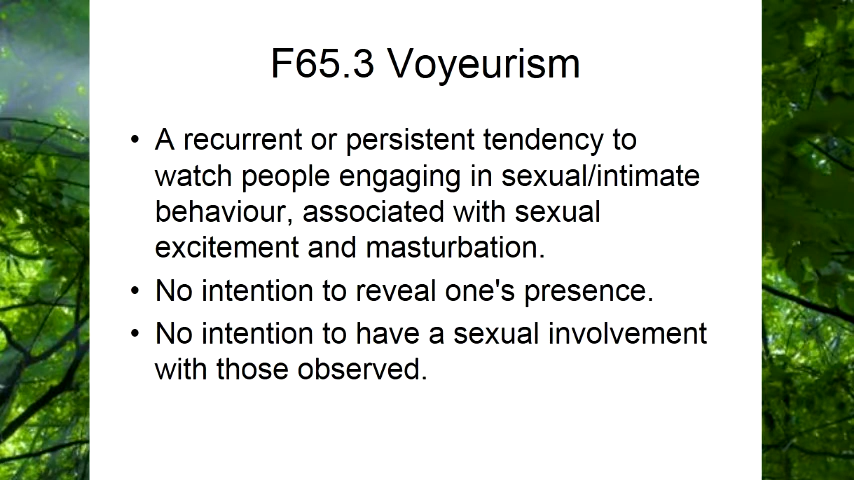 F65.3 Voyeurism
• A recurrent or persistent tendency to
watch people engaging in sexual/intimate
behaviour, associated with sexual
excitement and masturbation.
• No intention to reveal one's presence.
• No intention to have a sexual involvement
with those observed.